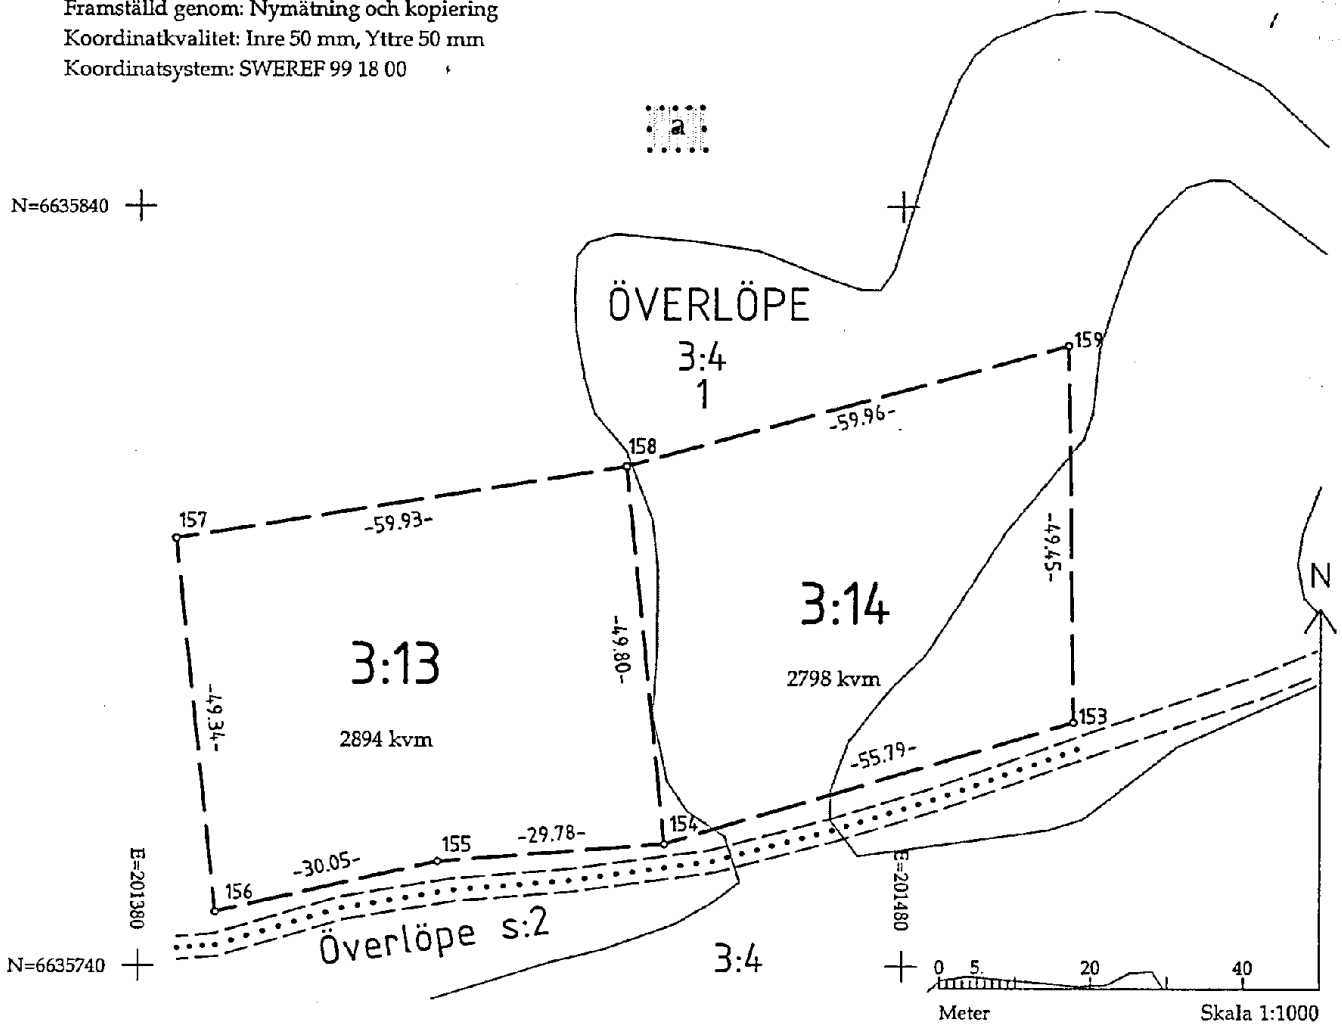 Framställd genom: Nymätning och kopiering
Koordinatkvalitet: Inre 50 mm, Yttre 50 mm
Koordinatsystem: SWEREF 99 18 00
a
N=6635840
ÖVERLÖPE
3:4
1
159
-59.96-
158
157
-59.93-
-49.45-
N
3:14
2798 kvm
-49.80-
3:13
2894 kvm
-49.34-
153
-55.79-
154
-29.78-
155
-30.05-
156
E=201380
E=201480
Överlöpe s:2
3:4
N=6635740
0 5. 20 40
Meter
Skala 1:1000